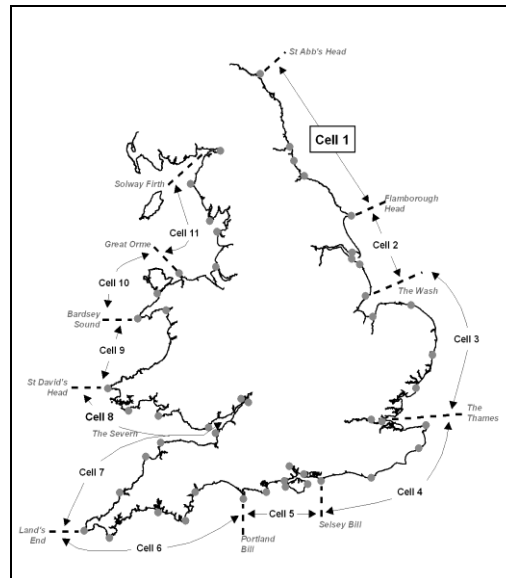 St Abb's Head
Cell 1
Solway Firth
Flamborough
Head
Great Orme
Cell 11
Cell 2
Cell 10
The Wash
Bardsey
Sound
Cell 3
Cell 9
St David's
Head
Cell 8
The
Thames
The Severn
Cell 7
Cell 4
Cell 5
Selsey Bill
Land's
End
Cell 6
Portland
Bill